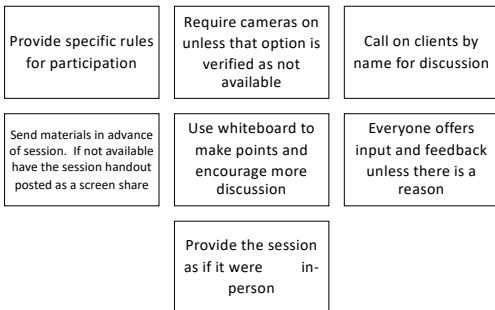 Provide specific rules
for participation
Require cameras on
unless that option is
verified as not
available
Call on clients by
name for discussion
Send materials in advance
of session. If not available
have the session handout
posted as a screen share
Use whiteboard to
make points and
encourage more
discussion
Everyone offers
input and feedback
unless there is a
reason
Provide the session
as if it were in-
person